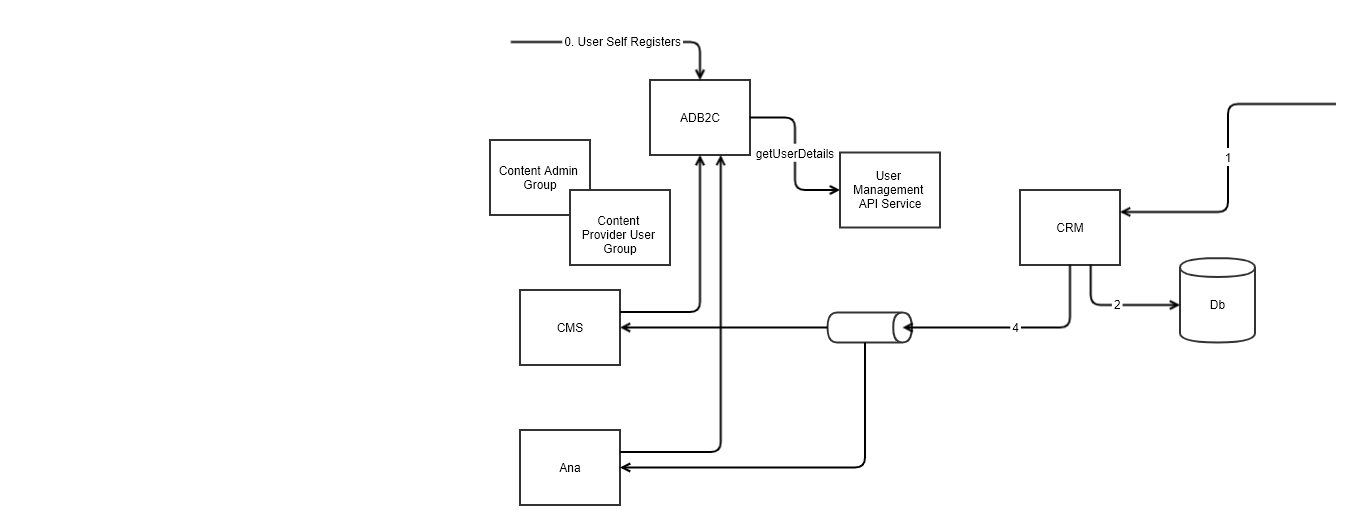 0. User Self Registers
ADB2C
1
getUserDetails
Content Admin
Group
User
Management
API Service
Content
Provider User
Group
CRM
2
Db
CMS
4
Ana